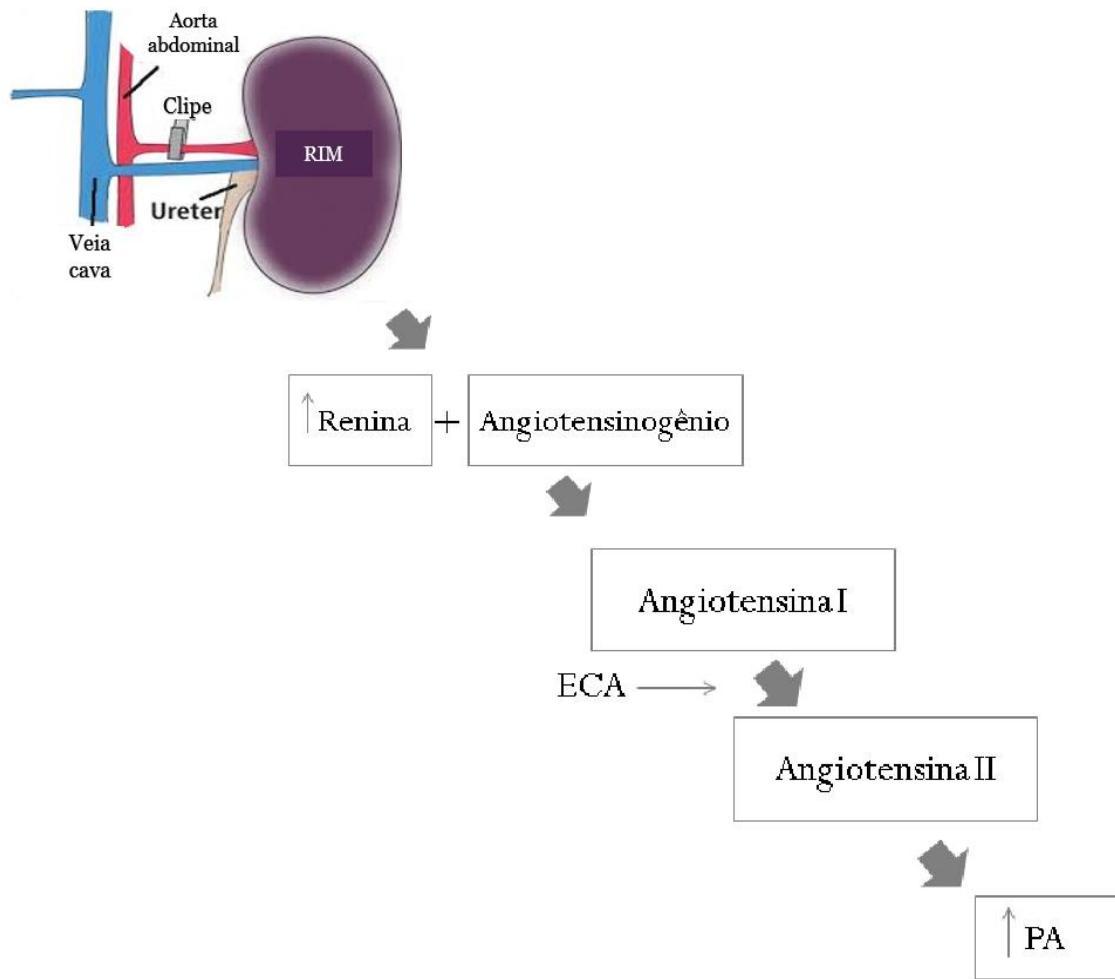 Aorta
abdominal
Clipe
RIM
Ureter
Veia
cava
↑ Renina + Angiotensinogênio
Angiotensina I
ECA
Angiotensina II
↑ PA